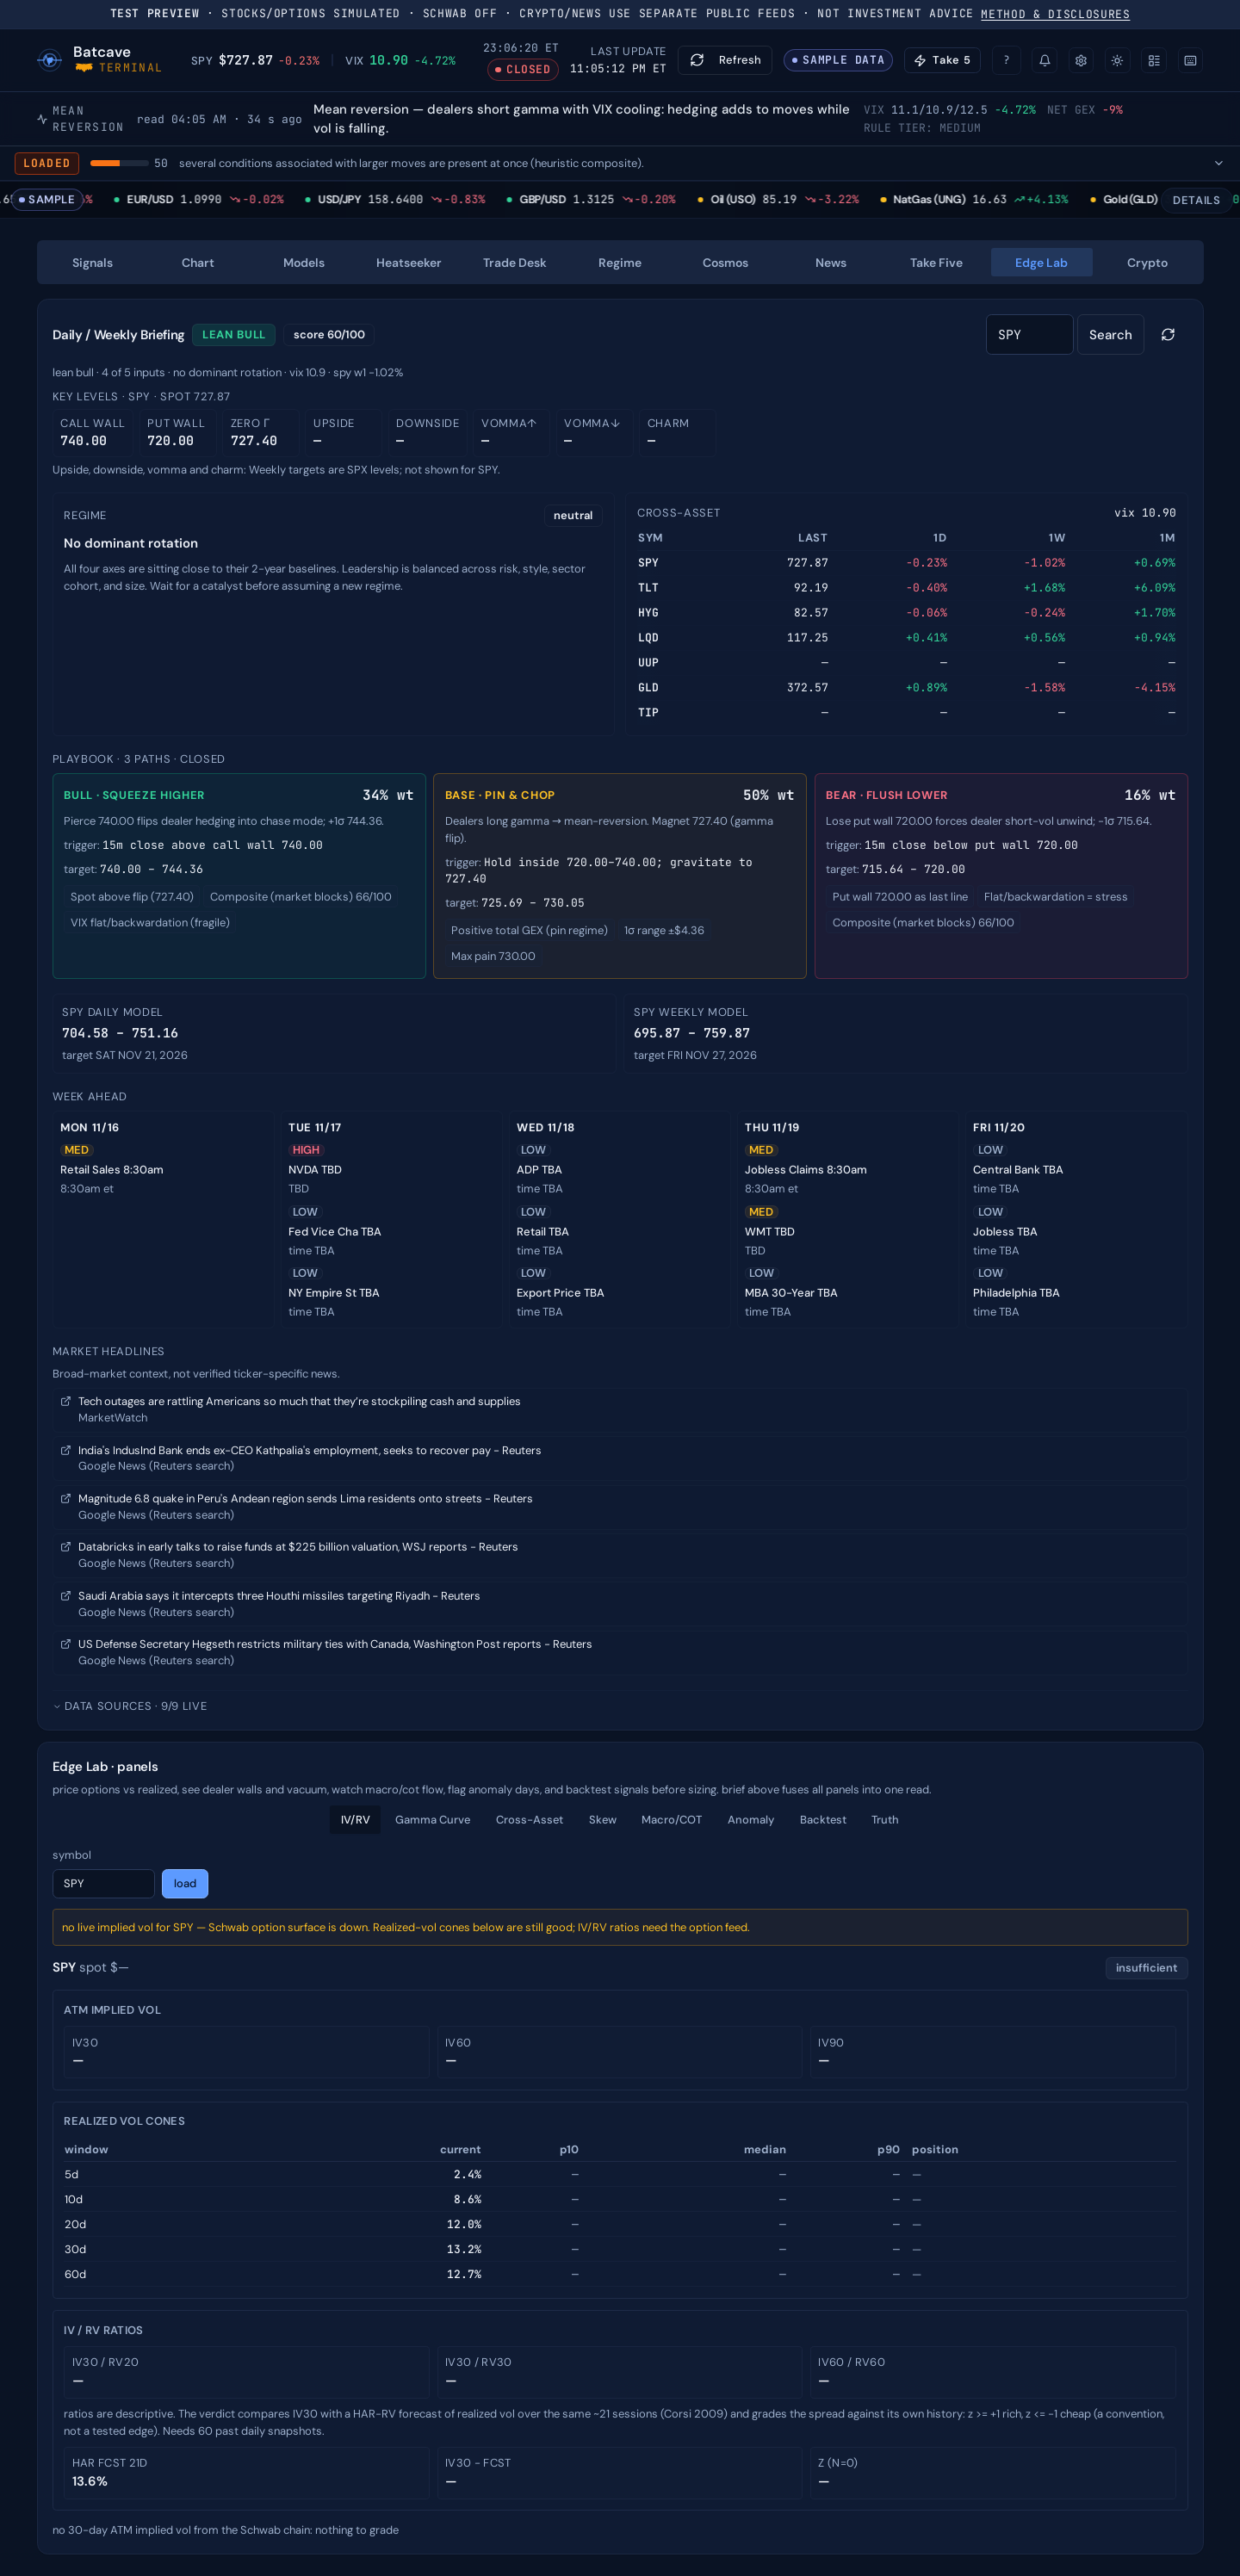 TEST PREVIEW · STOCKS/OPTIONS SIMULATED · SCHWAB OFF · CRYPTO/NEWS USE SEPARATE PUBLIC FEEDS · NOT INVESTMENT ADVICE METHOD & DISCLOSURES
Batcave
TERMINAL
SPY $727.87 -0.23%
VIX 10.90 -4.72%
23:06:20 ET
CLOSED
LAST UPDATE
11:05:12 PM ET
Refresh
SAMPLE DATA
Take 5
?
MEAN
REVERSION
read 04:05 AM · 34 s ago
Mean reversion — dealers short gamma with VIX cooling: hedging adds to moves while
vol is falling.
VIX 11.1/10.9/12.5 -4.72% NET GEX -9%
RULE TIER: MEDIUM
LOADED
50
several conditions associated with larger moves are present at once (heuristic composite).
SAMPLE
EUR/USD 1.0990 -0.02%
USD/JPY 158.6400 -0.83%
GBP/USD 1.3125 -0.20%
Oil (USO) 85.19 -3.22%
NatGas (UNG) 16.63 +4.13%
Gold (GLD)
DETAILS
Signals
Chart
Models
Heatseeker
Trade Desk
Regime
Cosmos
News
Take Five
Edge Lab
Crypto
Daily / Weekly Briefing
LEAN BULL
score 60/100
SPY
Search
lean bull · 4 of 5 inputs · no dominant rotation · vix 10.9 · spy w1 -1.02%
KEY LEVELS · SPY · SPOT 727.87
CALL WALL
740.00
PUT WALL
720.00
ZERO Γ
727.40
UPSIDE
—
DOWNSIDE
—
VOMMA↑
—
VOMMA↓
—
CHARM
—
Upside, downside, vomma and charm: Weekly targets are SPX levels; not shown for SPY.
REGIME
neutral
No dominant rotation
All four axes are sitting close to their 2-year baselines. Leadership is balanced across risk, style, sector
cohort, and size. Wait for a catalyst before assuming a new regime.
CROSS-ASSET
vix 10.90
SYM LAST 1D 1W 1M
SPY 727.87 -0.23% -1.02% +0.69%
TLT 92.19 -0.40% +1.68% +6.09%
HYG 82.57 -0.06% -0.24% +1.70%
LQD 117.25 +0.41% +0.56% +0.94%
UUP — — — —
GLD 372.57 +0.89% -1.58% -4.15%
TIP — — — —
PLAYBOOK · 3 PATHS · CLOSED
BULL · SQUEEZE HIGHER
34% wt
Pierce 740.00 flips dealer hedging into chase mode; +1σ 744.36.
trigger: 15m close above call wall 740.00
target: 740.00 – 744.36
Spot above flip (727.40)
Composite (market blocks) 66/100
VIX flat/backwardation (fragile)
BASE · PIN & CHOP
50% wt
Dealers long gamma → mean-reversion. Magnet 727.40 (gamma
flip).
trigger: Hold inside 720.00–740.00; gravitate to
727.40
target: 725.69 – 730.05
Positive total GEX (pin regime)
1σ range ±$4.36
Max pain 730.00
BEAR · FLUSH LOWER
16% wt
Lose put wall 720.00 forces dealer short-vol unwind; -1σ 715.64.
trigger: 15m close below put wall 720.00
target: 715.64 – 720.00
Put wall 720.00 as last line
Flat/backwardation = stress
Composite (market blocks) 66/100
SPY DAILY MODEL
704.58 – 751.16
target SAT NOV 21, 2026
SPY WEEKLY MODEL
695.87 – 759.87
target FRI NOV 27, 2026
WEEK AHEAD
MON 11/16
MED
Retail Sales 8:30am
8:30am et
TUE 11/17
HIGH
NVDA TBD
TBD
LOW
Fed Vice Cha TBA
time TBA
LOW
NY Empire St TBA
time TBA
WED 11/18
LOW
ADP TBA
time TBA
LOW
Retail TBA
time TBA
LOW
Export Price TBA
time TBA
THU 11/19
MED
Jobless Claims 8:30am
8:30am et
MED
WMT TBD
TBD
LOW
MBA 30-Year TBA
time TBA
FRI 11/20
LOW
Central Bank TBA
time TBA
LOW
Jobless TBA
time TBA
LOW
Philadelphia TBA
time TBA
MARKET HEADLINES
Broad-market context, not verified ticker-specific news.
Tech outages are rattling Americans so much that they're stockpiling cash and supplies
MarketWatch
India's IndusInd Bank ends ex-CEO Kathpalia's employment, seeks to recover pay - Reuters
Google News (Reuters search)
Magnitude 6.8 quake in Peru's Andean region sends Lima residents onto streets - Reuters
Google News (Reuters search)
Databricks in early talks to raise funds at $225 billion valuation, WSJ reports - Reuters
Google News (Reuters search)
Saudi Arabia says it intercepts three Houthi missiles targeting Riyadh - Reuters
Google News (Reuters search)
US Defense Secretary Hegseth restricts military ties with Canada, Washington Post reports - Reuters
Google News (Reuters search)
DATA SOURCES · 9/9 LIVE
Edge Lab · panels
price options vs realized, see dealer walls and vacuum, watch macro/cot flow, flag anomaly days, and backtest signals before sizing. brief above fuses all panels into one read.
IV/RV
Gamma Curve
Cross-Asset
Skew
Macro/COT
Anomaly
Backtest
Truth
symbol
SPY
load
no live implied vol for SPY — Schwab option surface is down. Realized-vol cones below are still good; IV/RV ratios need the option feed.
SPY spot $—
insufficient
ATM IMPLIED VOL
IV30
—
IV60
—
IV90
—
REALIZED VOL CONES
window current p10 median p90 position
5d 2.4% — — — —
10d 8.6% — — — —
20d 12.0% — — — —
30d 13.2% — — — —
60d 12.7% — — — —
IV / RV RATIOS
IV30 / RV20
—
IV30 / RV30
—
IV60 / RV60
—
ratios are descriptive. The verdict compares IV30 with a HAR-RV forecast of realized vol over the same ~21 sessions (Corsi 2009) and grades the spread against its own history: z >= +1 rich, z <= -1 cheap (a convention,
not a tested edge). Needs 60 past daily snapshots.
HAR FCST 21D
13.6%
IV30 - FCST
—
Z (N=0)
—
no 30-day ATM implied vol from the Schwab chain: nothing to grade